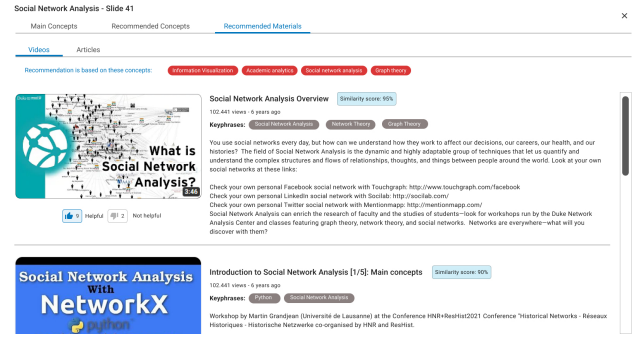 Social Network Analysis - Slide 41
Main Concepts
Recommended Concepts
Recommended Materials
Videos
Articles
Recommendation is based on these concepts:
Information Visualization
Academic analytics
Social network analysis
Graph theory
What is
Social Network
Analysis?
3:46
9 Helpful
2 Not helpful
Social Network Analysis Overview
Similarity score: 95%
102.441 views - 6 years ago
Keyphrases: Social Network Analysis Network Theory Graph Theory
You use social networks every day, but how can we understand how they work to affect our decisions, our careers, our health, and our
histories? The field of Social Network Analysis is the dynamic and highly adaptable group of techniques that let us quantify and
understand the complex structures and flows of relationships, thoughts, and things between people around the world. Look at your own
social networks at these links:
Check your own personal Facebook social network with Touchgraph: http://www.touchgraph.com/facebook
Check your own personal LinkedIn social network with Socilab: http://socilab.com/
Check your own personal Twitter social network with Mentionmapp: http://mentionmapp.com/
Social Network Analysis can enrich the research of faculty and the studies of students—look for workshops run by the Duke Network
Analysis Center and classes featuring graph theory, network theory, and social networks. Networks are everywhere—what will you
discover with them?
Social Network Analysis
With
NetworkX
python
Introduction to Social Network Analysis [1/5]: Main concepts
Similarity score: 90%
102.441 views - 6 years ago
Keyphrases: Python Social Network Analysis
Workshop by Martin Grandjean (Université de Lausanne) at the Conference HNR+ResHist2021 Conference "Historical Networks - Réseaux
Historiques - Historische Netzwerke co-organised by HNR and ResHist.